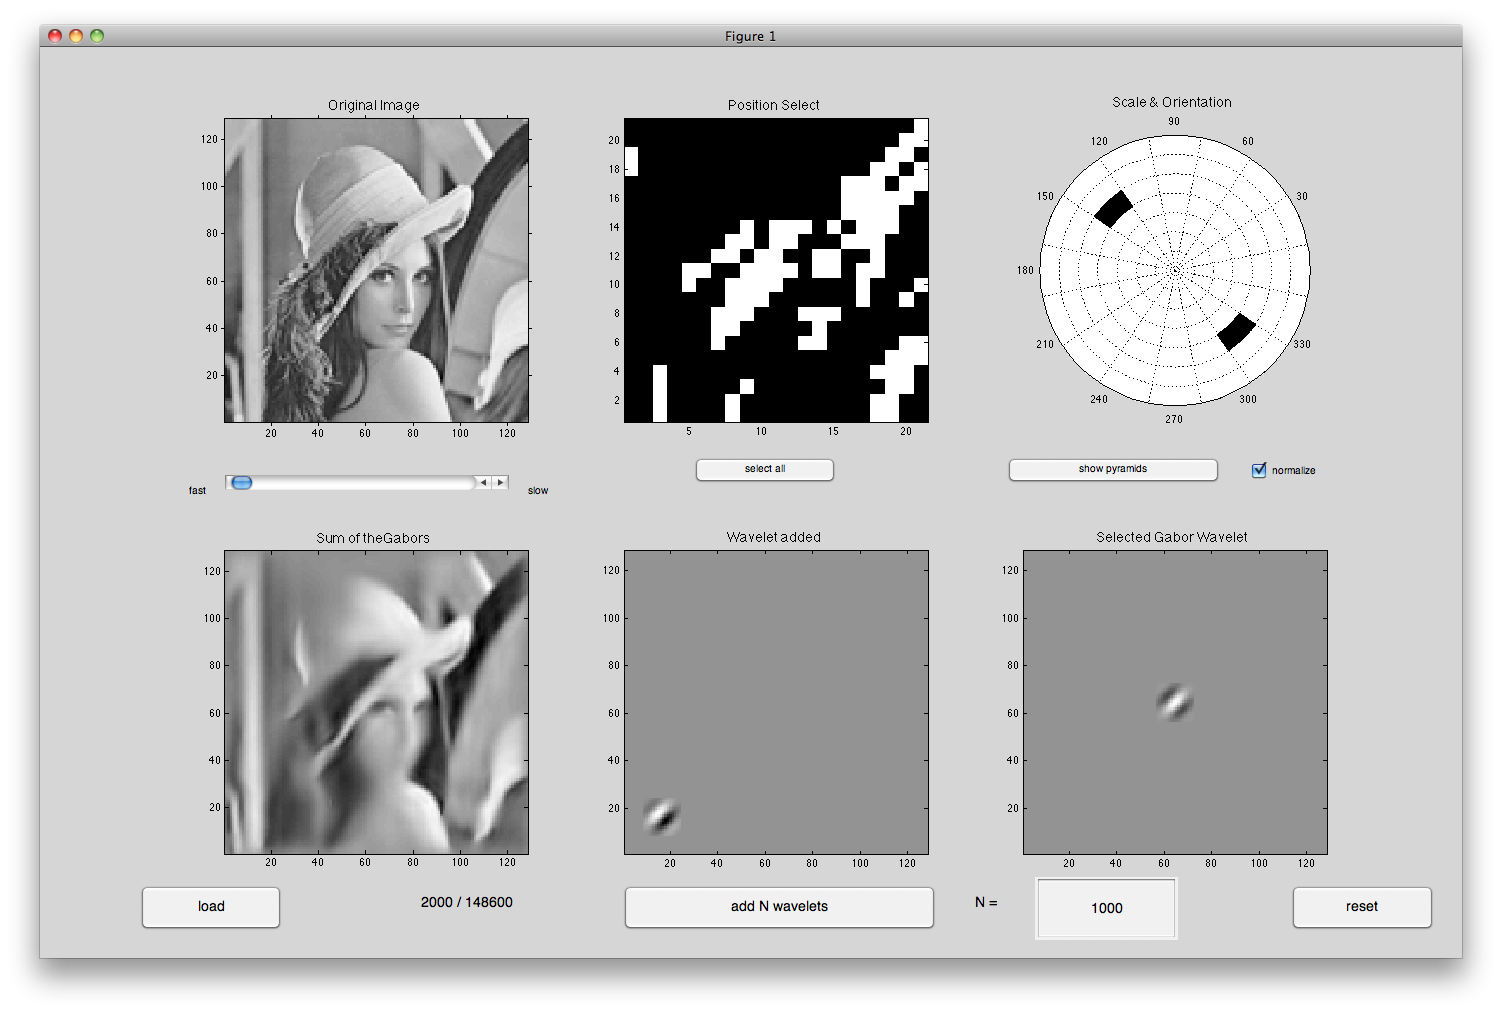 Figure 1
Original Image
Position Select
Scale & Orientation
120
100
80
60
40
20
20 40 60 80 100 120
20
18
16
14
12
10
8
6
4
2
5 10 15 20
90
120 60
150 30
180
210 330
240 300
270
fast slow
select all
show pyramids
normalize
Sum of theGabors
Wavelet added
Selected Gabor Wavelet
120
100
80
60
40
20
20 40 60 80 100 120
120
100
80
60
40
20
20 40 60 80 100 120
120
100
80
60
40
20
20 40 60 80 100 120
load
2000 / 148600
add N wavelets
N =
1000
reset